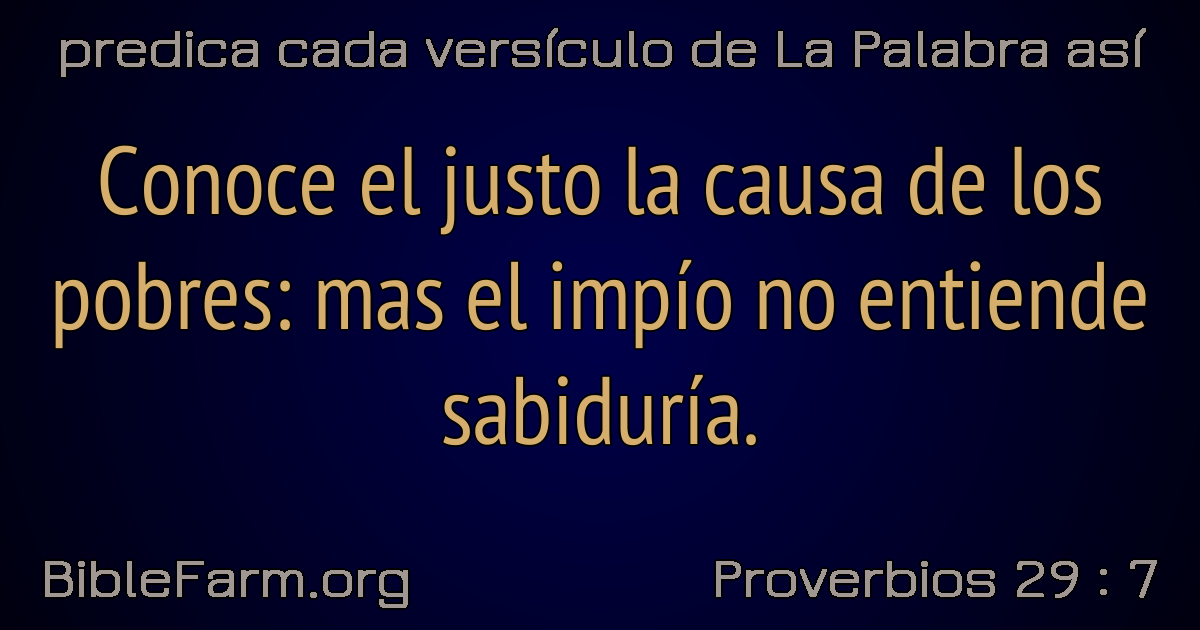 predica cada versículo de La Palabra así
Conoce el justo la causa de los
pobres: mas el impío no entiende
sabiduría.
BibleFarm.org
Proverbios 29 : 7